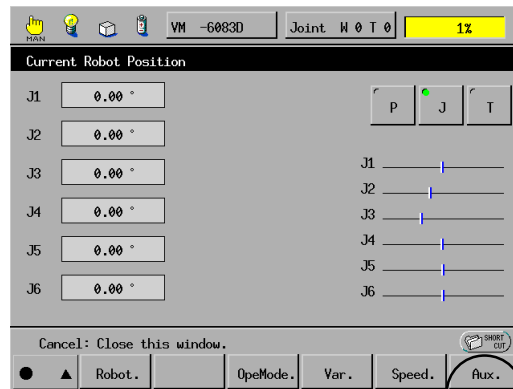 MAN VM -6083D Joint W 0 T 0 1%
Current Robot Position
J1 0.00 °
J2 0.00 °
J3 0.00 °
J4 0.00 °
J5 0.00 °
J6 0.00 °
P J T
J1
J2
J3
J4
J5
J6
Cancel: Close this window.
SHORT
CUT
Robot. OpeMode. Var. Speed. Aux.